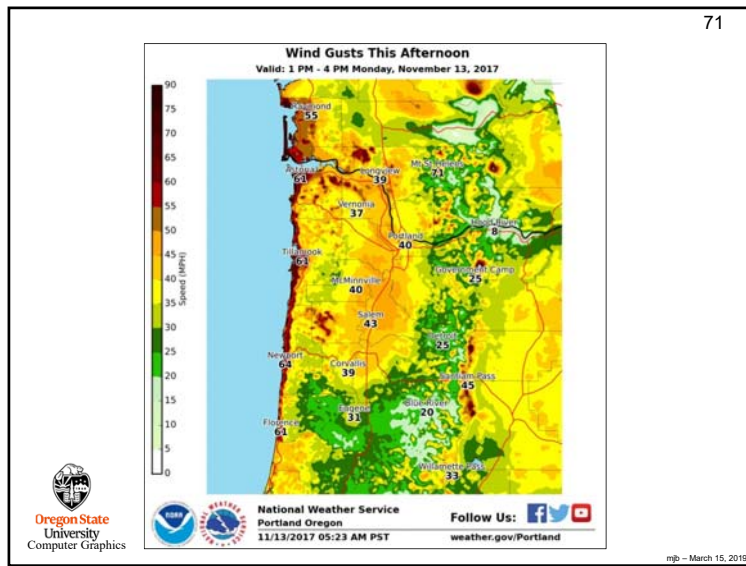 71
Wind Gusts This Afternoon
Valid: 1 PM - 4 PM Monday, November 13, 2017
90
75
70
65
60
55
50
45
40
35
30
25
20
15
10
5
0
Speed (MPH)
Raymond
55
Astoria
61
Longview
39
Mt St Helens
71
Vernonia
37
Hood River
8
Portland
40
Tillamook
61
Government Camp
25
McMinnville
40
Salem
43
Detroit
25
Newport
64
Corvallis
39
Santiam Pass
45
Eugene
31
Blue River
20
Florence
61
Willamette Pass
33
NOAA
National Weather Service
Portland Oregon
11/13/2017 05:23 AM PST
Follow Us:
weather.gov/Portland
Oregon State
University
Computer Graphics
mjb – March 15, 2019